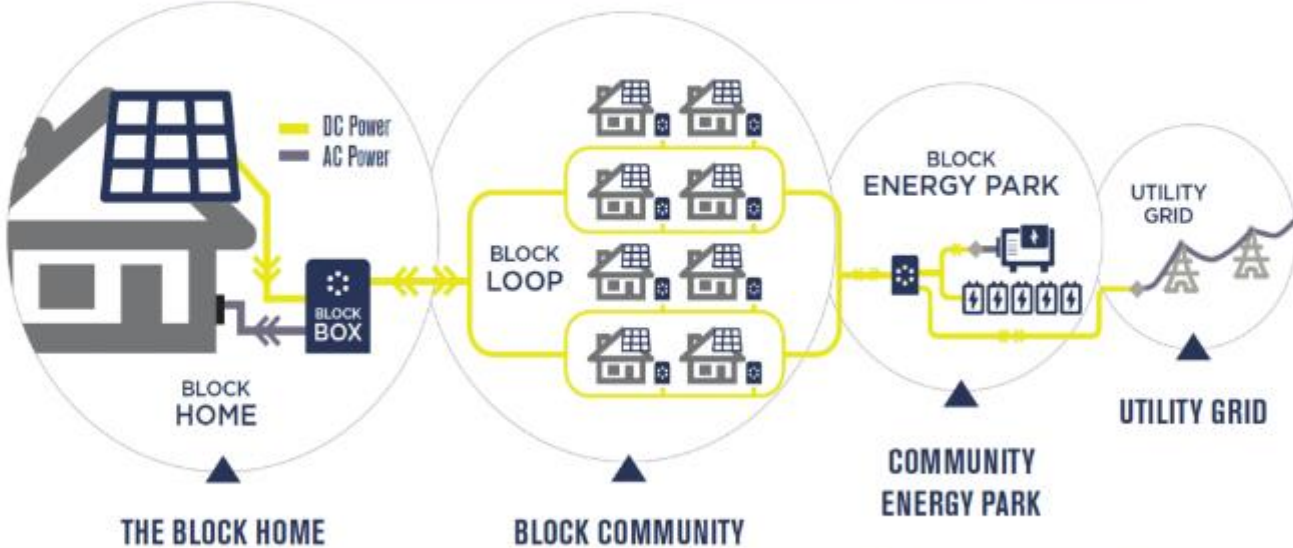 DC Power
AC Power
BLOCK
BOX
BLOCK
HOME
THE BLOCK HOME
BLOCK
LOOP
BLOCK COMMUNITY
BLOCK
ENERGY PARK
COMMUNITY
ENERGY PARK
UTILITY
GRID
UTILITY GRID